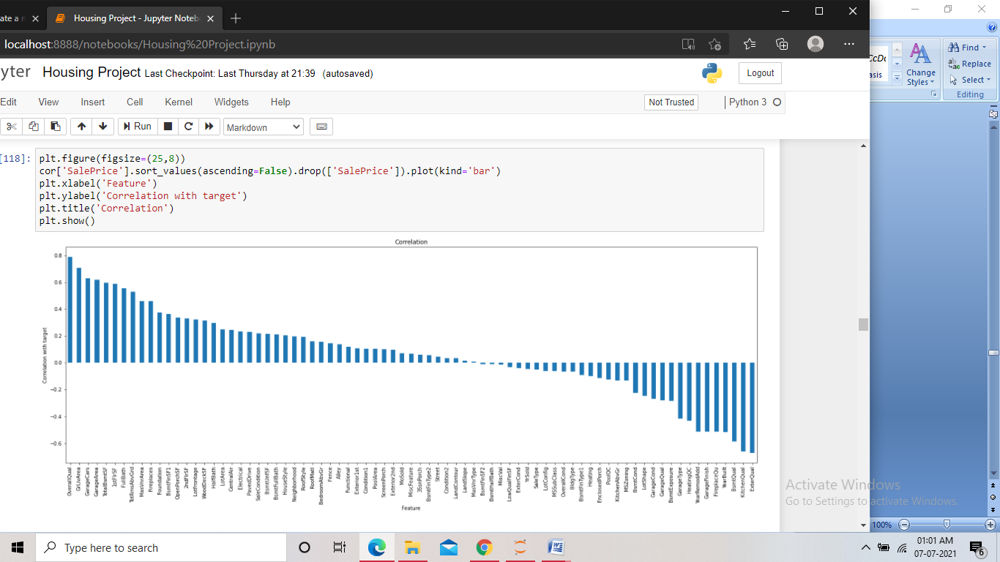 ate a n
Housing Project - Jupyter Noteb
localhost:8888/notebooks/Housing%20Project.ipynb
yter Housing Project Last Checkpoint: Last Thursday at 21:39 (autosaved)
Logout
Edit View Insert Cell Kernel Widgets Help
Not Trusted
Python 3
Run
Markdown
[118]:
plt.figure(figsize=(25,8))
cor['SalePrice'].sort_values(ascending=False).drop(['SalePrice']).plot(kind='bar')
plt.xlabel('Feature')
plt.ylabel('Correlation with target')
plt.title('Correlation')
plt.show()
Correlation
0.8
0.6
0.4
0.2
0.0
−0.2
−0.4
−0.6
Correlation with target
OverallQual
GrLivArea
GarageCars
GarageArea
TotalBsmtSF
1stFlrSF
FullBath
TotRmsAbvGrd
MasVnrArea
Fireplaces
Foundation
BsmtFinSF1
OpenPorchSF
2ndFlrSF
LotFrontage
WoodDeckSF
HalfBath
LotArea
CentralAir
Electrical
PavedDrive
SaleCondition
BsmtUnfSF
BsmtFullBath
HouseStyle
Neighborhood
RoofStyle
RoofMatl
BedroomAbvGr
Fence
Alley
Functional
Exterior1st
Condition1
PoolArea
ScreenPorch
Exterior2nd
MoSold
MiscFeature
3SsnPorch
BsmtFinType2
Street
Condition2
LandContour
LandSlope
MasVnrType
BsmtFinSF2
BsmtHalfBath
MiscVal
LowQualFinSF
ExterCond
YrSold
SaleType
LotConfig
MSSubClass
OverallCond
BldgType
BsmtFinType1
Heating
EnclosedPorch
PoolQC
KitchenAbvGr
MSZoning
BsmtCond
LotShape
GarageCond
GarageQual
BsmtExposure
GarageType
HeatingQC
YearRemodAdd
GarageFinish
FireplaceQu
YearBuilt
BsmtQual
KitchenQual
ExterQual
Feature
Find
Replace
Select
Editing
Change
Styles
asis
Activate Windows
Go to Settings to activate Windows.
100%
Type here to search
01:01 AM
07-07-2021
6